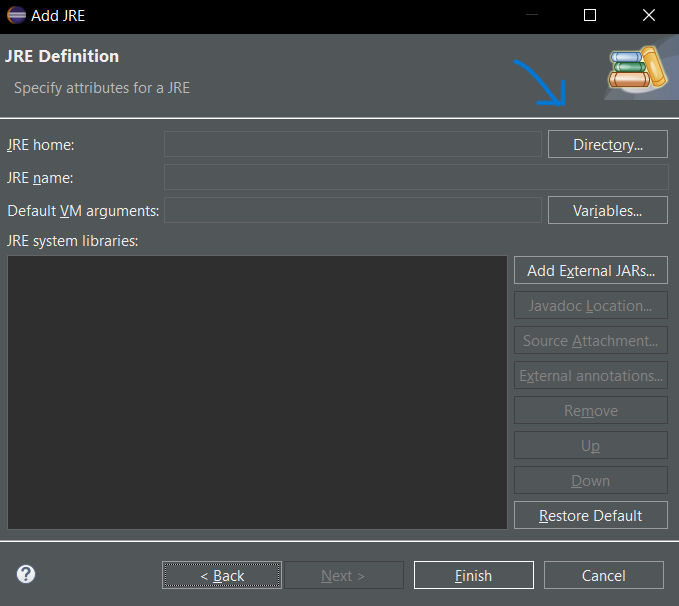 Add JRE
JRE Definition
Specify attributes for a JRE
JRE home:
Directory...
JRE name:
Default VM arguments:
Variables...
JRE system libraries:
Add External JARs...
Javadoc Location...
Source Attachment...
External annotations...
Remove
Up
Down
Restore Default
?
< Back
Next >
Finish
Cancel